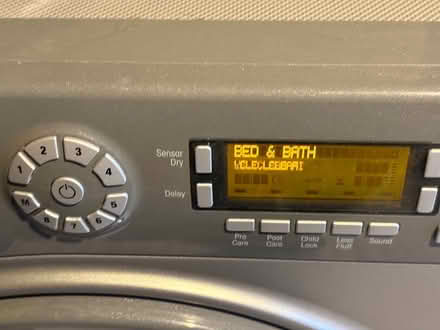 Sensor
Dry
BED & BATH
Delay
1
2
3
4
5
6
7
8
M
Pre
Care
Post
Care
Child
Lock
Less
Fluff
Sound